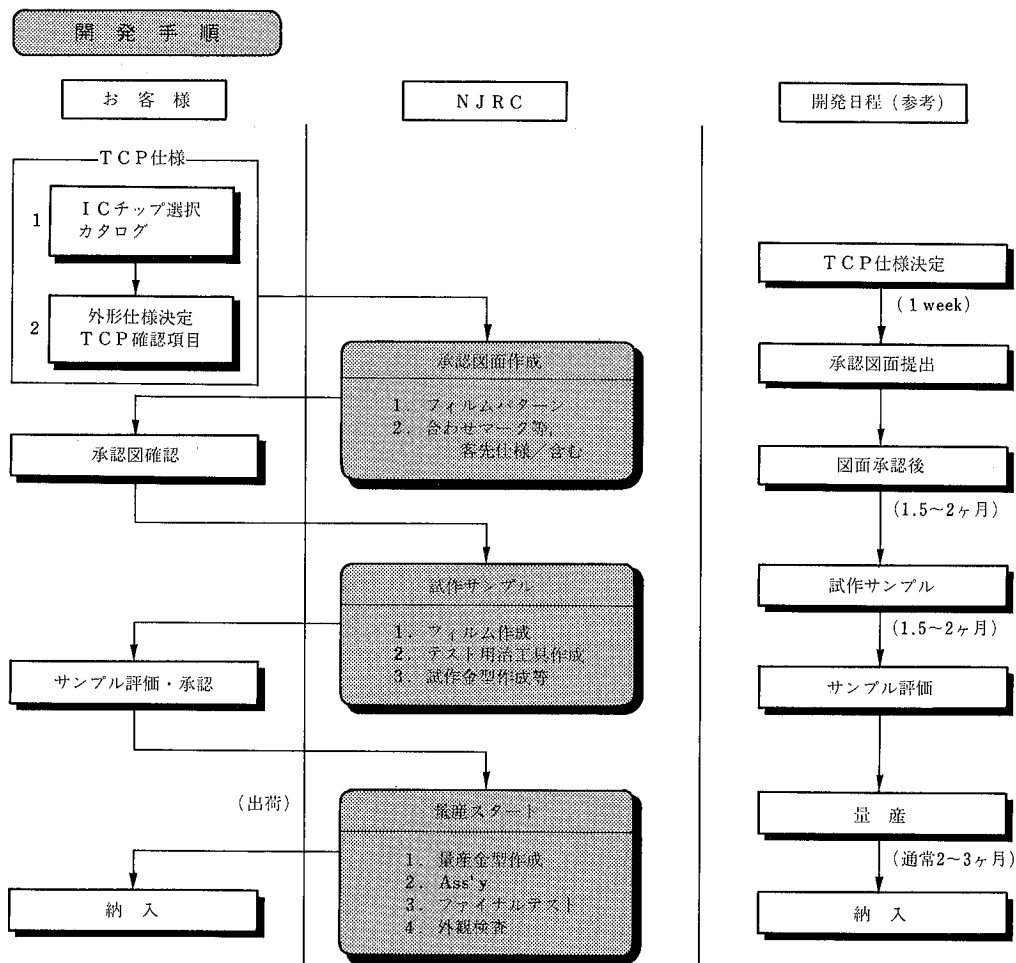 開発手順
お客様
NJRC
開発日程（参考）
TCP仕様
1
ICチップ選択
カタログ
2
外形仕様決定
TCP確認項目
承認図面作成
1. フィルムパターン
2. 合わせマーク等,
客先仕様／含む
承認図確認
試作サンプル
1. フィルム作成
2. テスト用治工具作成
3. 試作金型作成等
サンプル評価・承認
（出荷）
量産スタート
1. 量産金型作成
2. Ass'y
3. ファイナルテスト
4. 外観検査
納入
TCP仕様決定
（1 week）
承認図面提出
図面承認後
（1.5～2ヶ月）
試作サンプル
（1.5～2ヶ月）
サンプル評価
量産
（通常2～3ヶ月）
納入